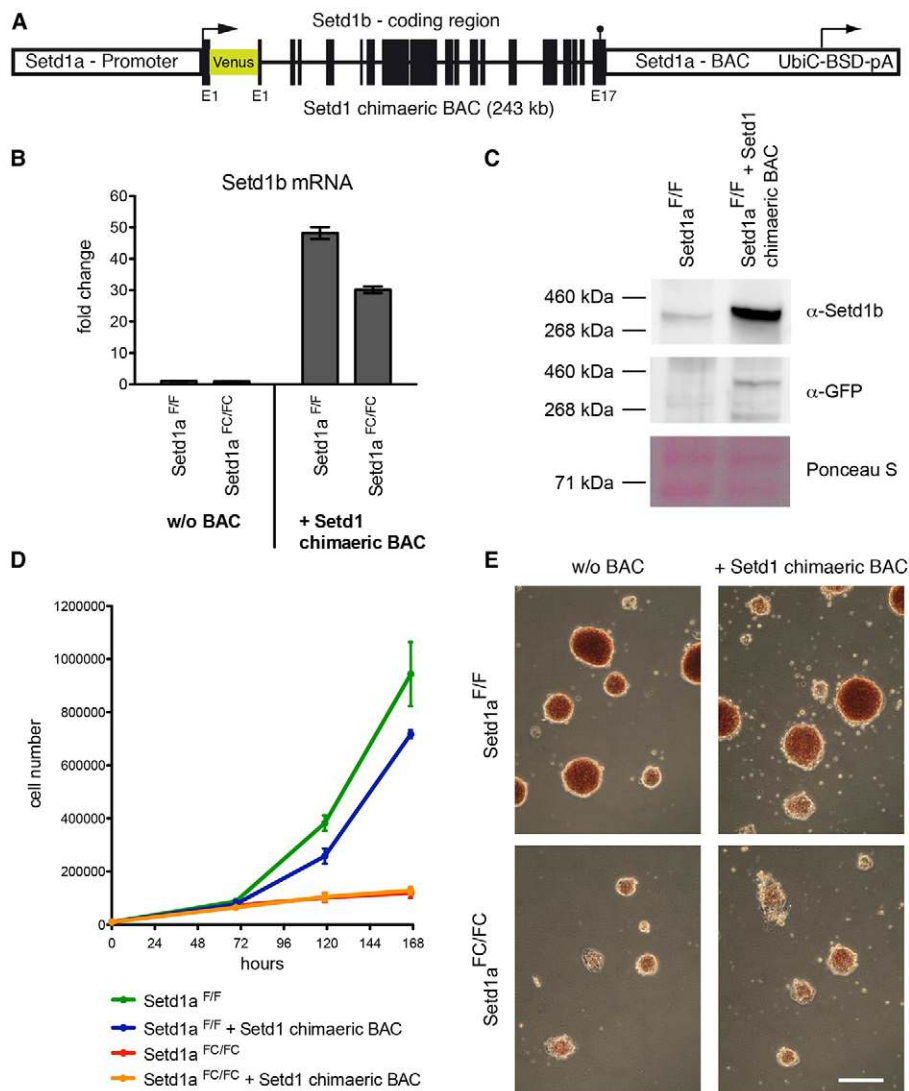 A
Setd1b - coding region
Setd1a - Promoter
Venus
Setd1a - BAC
UbiC-BSD-pA
E1
E1
Setd1 chimaeric BAC (243 kb)
E17
B
Setd1b mRNA
fold change
60
50
40
30
20
10
0
Setd1a F/F
Setd1a FC/FC
Setd1a F/F
Setd1a FC/FC
w/o BAC
+ Setd1
chimaeric BAC
C
Setd1a F/F
Setd1a F/F + Setd1
chimaeric BAC
460 kDa
268 kDa
α-Setd1b
460 kDa
268 kDa
α-GFP
71 kDa
Ponceau S
D
cell number
1200000
1000000
800000
600000
400000
200000
0
0 24 48 72 96 120 144 168
hours
Setd1a F/F
Setd1a F/F + Setd1 chimaeric BAC
Setd1a FC/FC
Setd1a FC/FC + Setd1 chimaeric BAC
E
w/o BAC
+ Setd1 chimaeric BAC
Setd1a F/F
Setd1a FC/FC